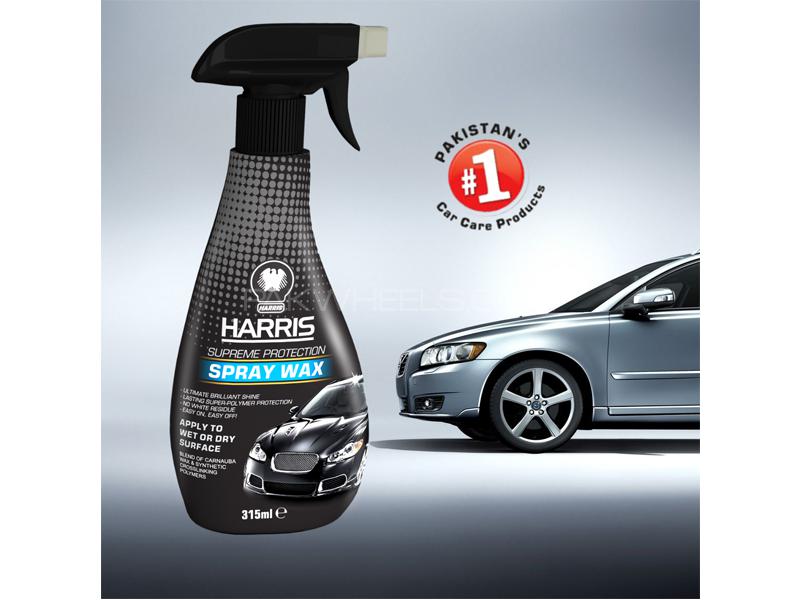 PAKISTAN'S
#1
Car Care Products
HARRIS
HARRIS
SUPREME PROTECTION
SPRAY WAX
- ULTIMATE BRILLIANT SHINE
- LASTING SUPER-POLYMER PROTECTION
- NO WHITE RESIDUE
- EASY ON, EASY OFF!
APPLY TO
WET OR DRY
SURFACE
BLEND OF CARNAUBA
WAX & SYNTHETIC
CROSSLINKING
POLYMERS
315ml ℮